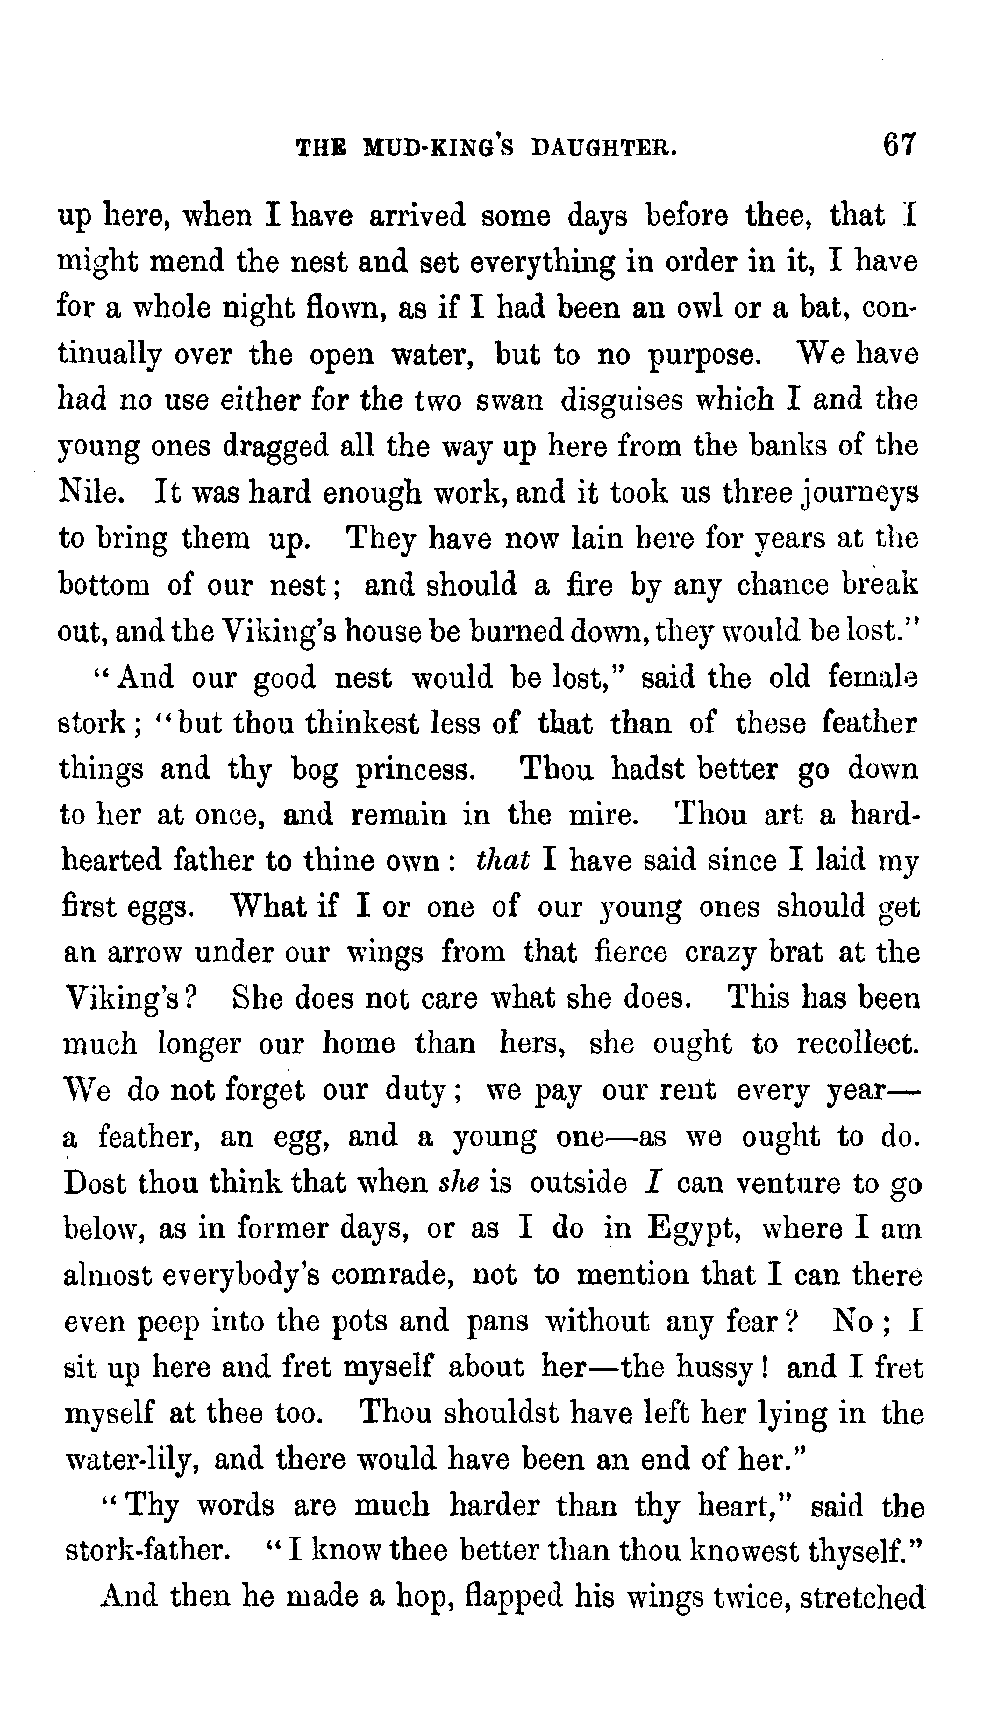 THE MUD-KING'S DAUGHTER. 67
up here, when I have arrived some days before thee, that I
might mend the nest and set everything in order in it, I have
for a whole night flown, as if I had been an owl or a bat, con-
tinually over the open water, but to no purpose. We have
had no use either for the two swan disguises which I and the
young ones dragged all the way up here from the banks of the
Nile. It was hard enough work, and it took us three journeys
to bring them up. They have now lain here for years at the
bottom of our nest; and should a fire by any chance break
out, and the Viking's house be burned down, they would be lost."
"And our good nest would be lost," said the old female
stork; "but thou thinkest less of that than of these feather
things and thy bog princess. Thou hadst better go down
to her at once, and remain in the mire. Thou art a hard-
hearted father to thine own: that I have said since I laid my
first eggs. What if I or one of our young ones should get
an arrow under our wings from that fierce crazy brat at the
Viking's? She does not care what she does. This has been
much longer our home than hers, she ought to recollect.
We do not forget our duty; we pay our rent every year—
a feather, an egg, and a young one—as we ought to do.
Dost thou think that when she is outside I can venture to go
below, as in former days, or as I do in Egypt, where I am
almost everybody's comrade, not to mention that I can there
even peep into the pots and pans without any fear? No; I
sit up here and fret myself about her—the hussy! and I fret
myself at thee too. Thou shouldst have left her lying in the
water-lily, and there would have been an end of her."
"Thy words are much harder than thy heart," said the
stork-father. "I know thee better than thou knowest thyself."
And then he made a hop, flapped his wings twice, stretched